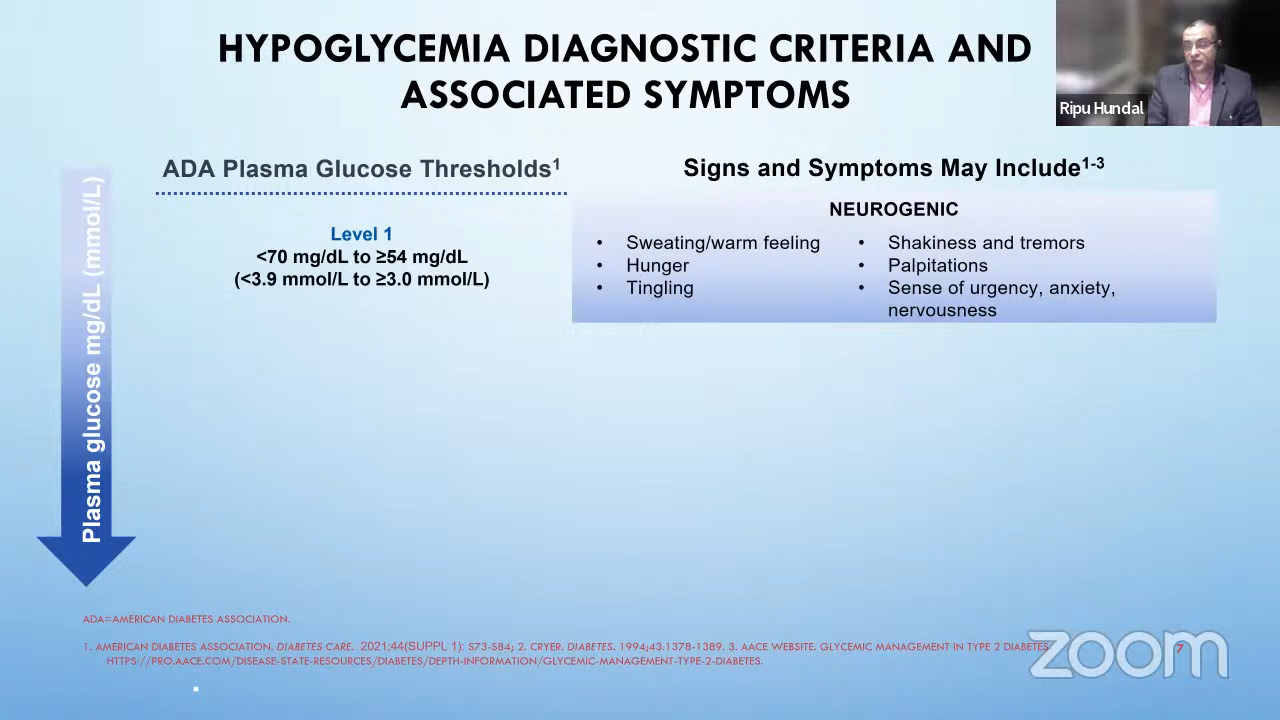 HYPOGLYCEMIA DIAGNOSTIC CRITERIA AND
ASSOCIATED SYMPTOMS
Ripu Hundal
ADA Plasma Glucose Thresholds1
Signs and Symptoms May Include1-3
Plasma glucose mg/dL (mmol/L)
Level 1
<70 mg/dL to ≥54 mg/dL
(<3.9 mmol/L to ≥3.0 mmol/L)
NEUROGENIC
• Sweating/warm feeling
• Hunger
• Tingling
• Shakiness and tremors
• Palpitations
• Sense of urgency, anxiety,
nervousness
ADA=AMERICAN DIABETES ASSOCIATION.
1. AMERICAN DIABETES ASSOCIATION. DIABETES CARE. 2021;44(SUPPL 1): S73-S84; 2. CRYER. DIABETES. 1994;43:1378-1389. 3. AACE WEBSITE. GLYCEMIC MANAGEMENT IN TYPE 2 DIABETES
HTTPS://PRO.AACE.COM/DISEASE-STATE-RESOURCES/DIABETES/DEPTH-INFORMATION/GLYCEMIC-MANAGEMENT-TYPE-2-DIABETES.
zoom
7